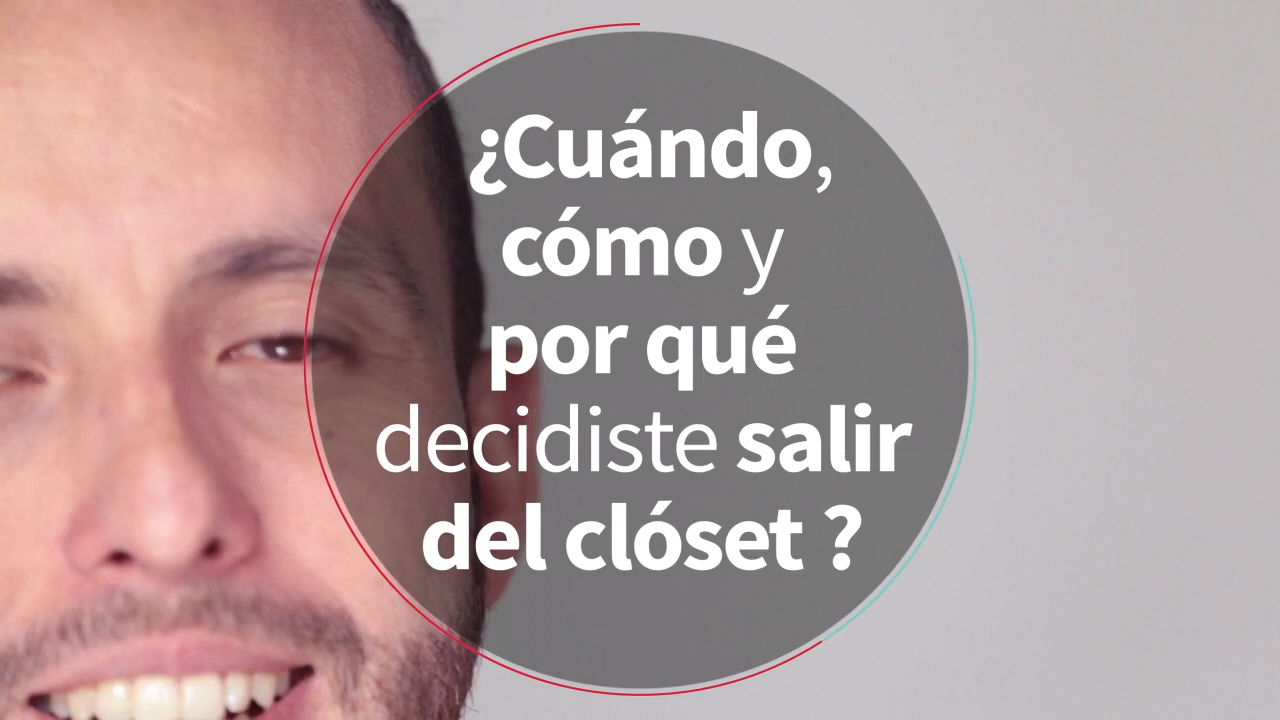 ¿Cuándo,
cómo y
por qué
decidiste salir
del clóset ?